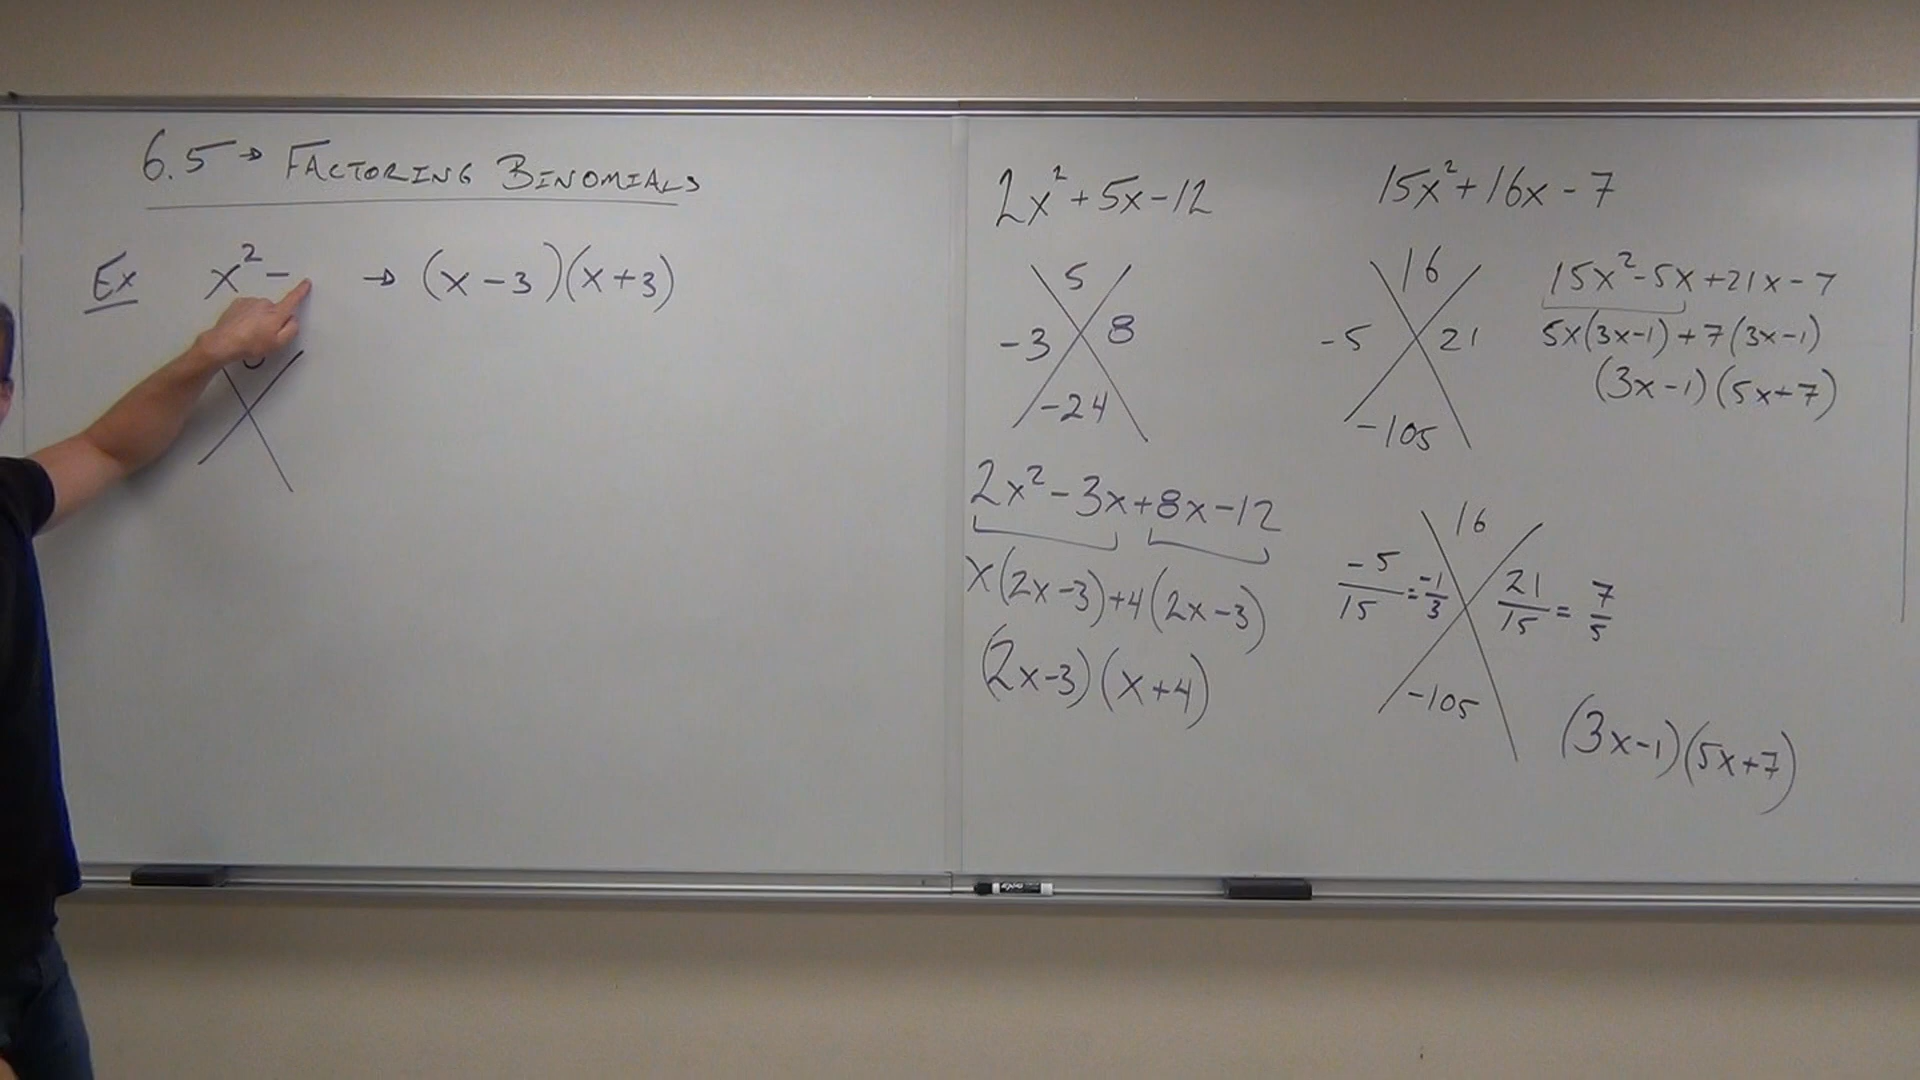 6.5 → FACTORING BINOMIALS
Ex x² - → (x-3)(x+3)
2x² + 5x - 12
5
-3 8
-24
2x² - 3x + 8x - 12
x(2x-3)+4(2x-3)
(2x-3)(x+4)
15x² + 16x - 7
16
-5 21
-105
15x² - 5x + 21x - 7
5x(3x-1) + 7(3x-1)
(3x-1)(5x+7)
16
-5/15 = -1/3 21/15 = 7/5
-105
(3x-1)(5x+7)